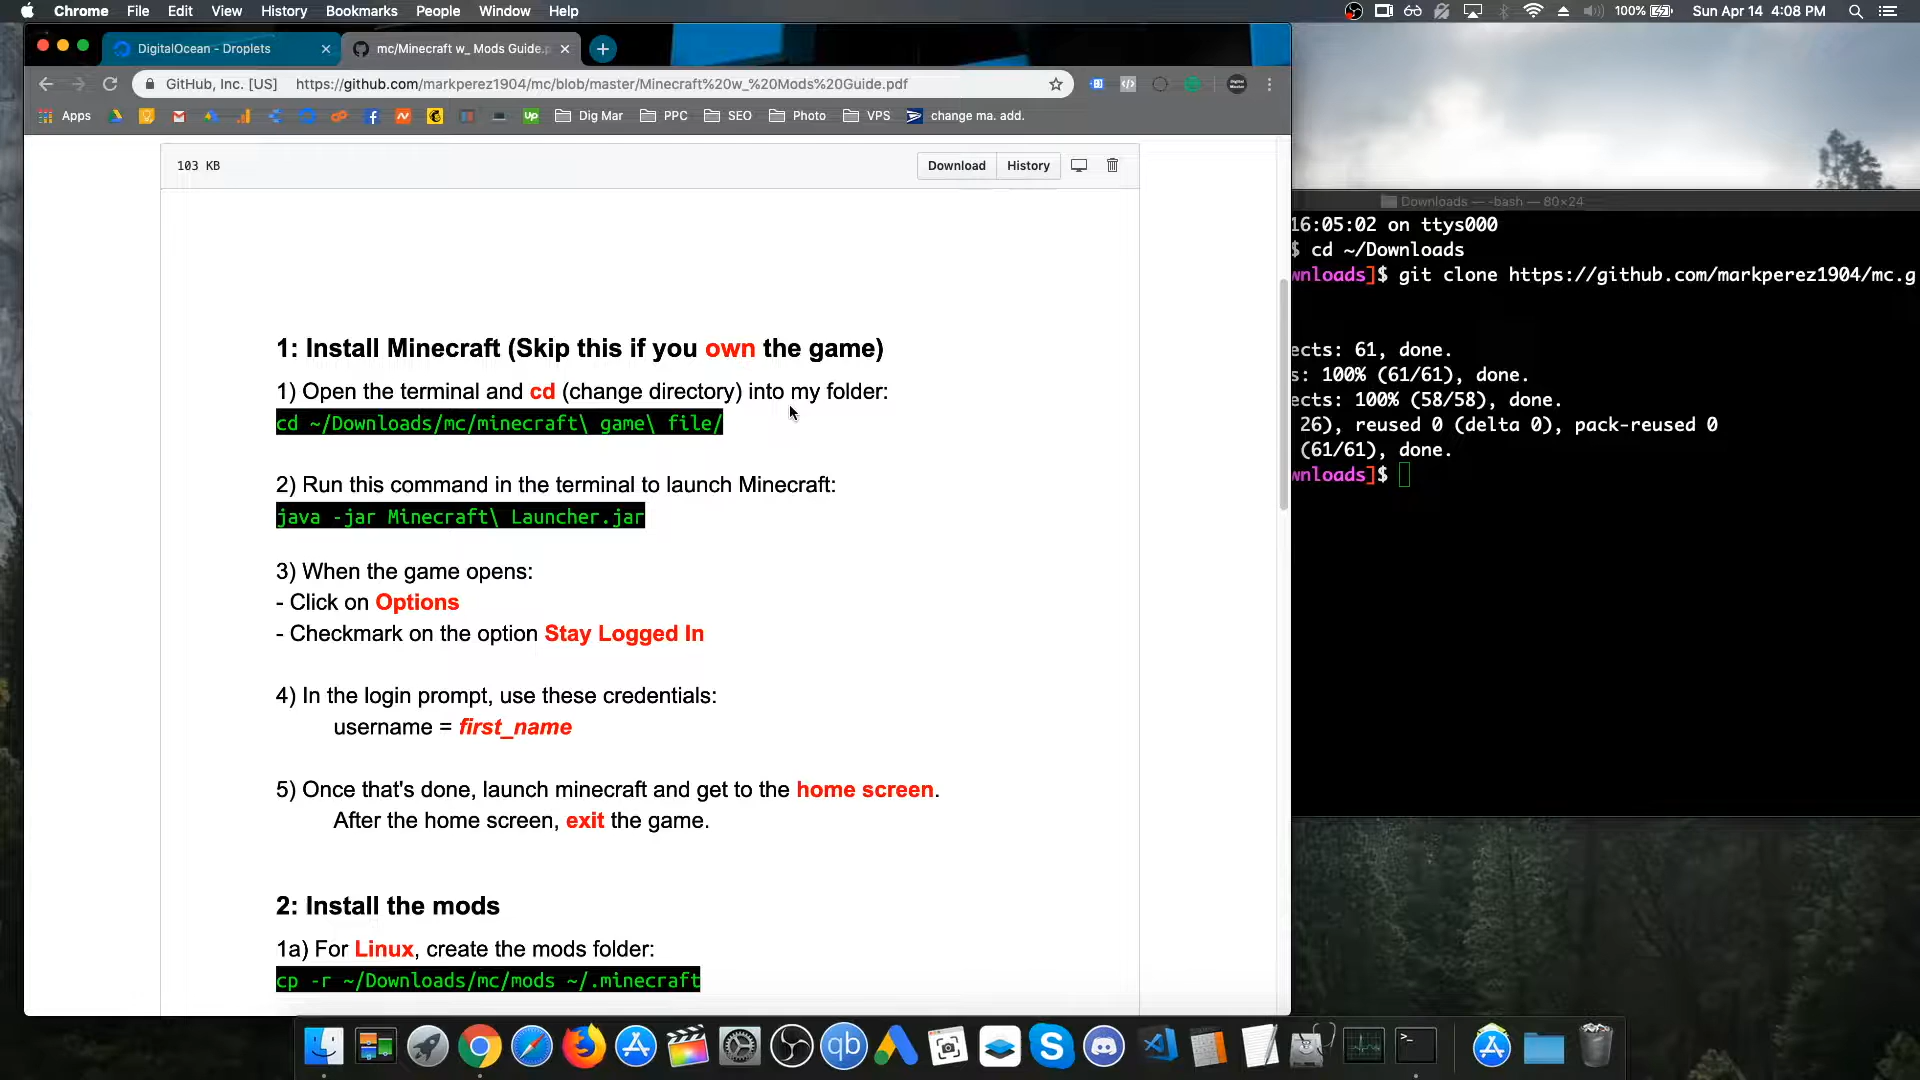 Chrome File Edit View History Bookmarks People Window Help
100% Sun Apr 14 4:08 PM
DigitalOcean - Droplets
mc/Minecraft w_ Mods Guide.p
GitHub, Inc. [US] https://github.com/markperez1904/mc/blob/master/Minecraft%20w_%20Mods%20Guide.pdf
Apps Up Dig Mar PPC SEO Photo VPS change ma. add.
103 KB
Download History
1: Install Minecraft (Skip this if you own the game)
1) Open the terminal and cd (change directory) into my folder:
cd ~/Downloads/mc/minecraft\ game\ file/
2) Run this command in the terminal to launch Minecraft:
java -jar Minecraft\ Launcher.jar
3) When the game opens:
- Click on Options
- Checkmark on the option Stay Logged In
4) In the login prompt, use these credentials:
username = first_name
5) Once that's done, launch minecraft and get to the home screen.
After the home screen, exit the game.
2: Install the mods
1a) For Linux, create the mods folder:
cp -r ~/Downloads/mc/mods ~/.minecraft
Downloads — -bash — 80×24
16:05:02 on ttys000
$ cd ~/Downloads
wnloads]$ git clone https://github.com/markperez1904/mc.g
ects: 61, done.
s: 100% (61/61), done.
ects: 100% (58/58), done.
26), reused 0 (delta 0), pack-reused 0
(61/61), done.
wnloads]$
qb